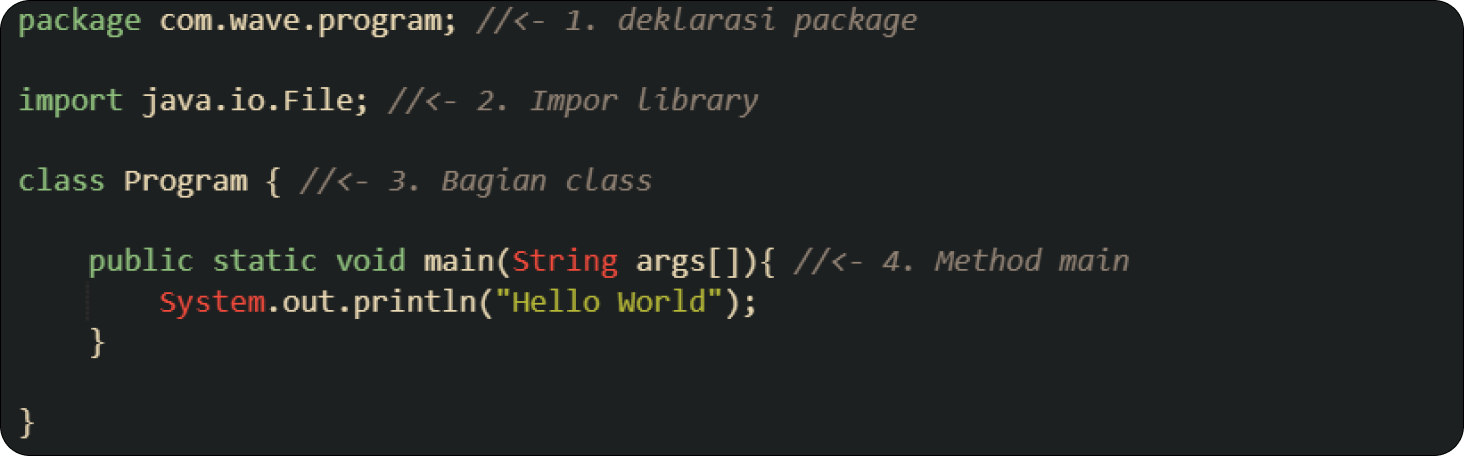 package com.wave.program; //<- 1. deklarasi package
import java.io.File; //<- 2. Impor library
class Program { //<- 3. Bagian class
public static void main(String args[]){ //<- 4. Method main
System.out.println("Hello World");
}
}